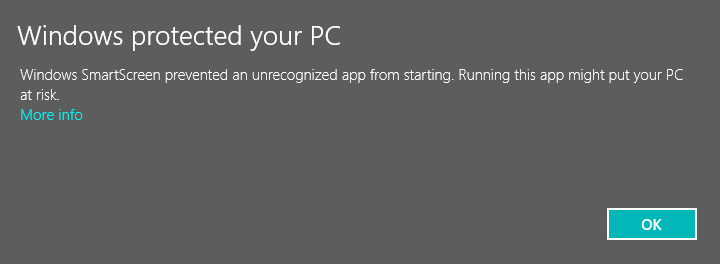 Windows protected your PC
Windows SmartScreen prevented an unrecognized app from starting. Running this app might put your PC
at risk.
More info
OK